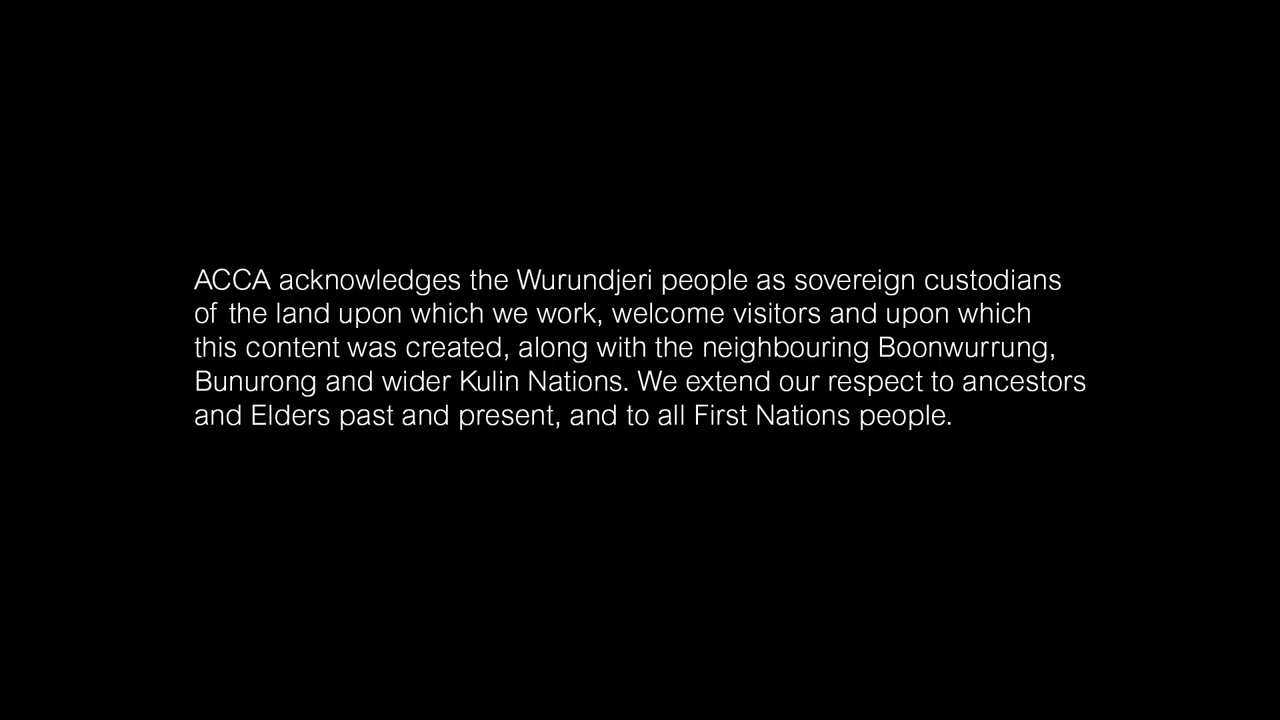 ACCA acknowledges the Wurundjeri people as sovereign custodians
of the land upon which we work, welcome visitors and upon which
this content was created, along with the neighbouring Boonwurrung,
Bunurong and wider Kulin Nations. We extend our respect to ancestors
and Elders past and present, and to all First Nations people.